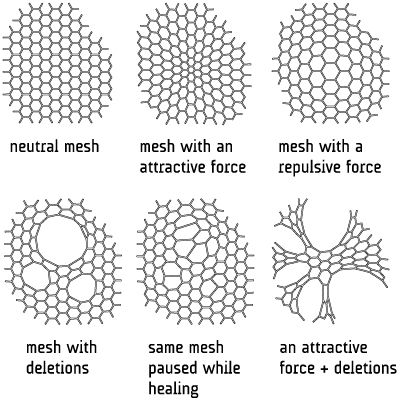 neutral mesh
mesh with an
attractive force
mesh with a
repulsive force
mesh with
deletions
same mesh
paused while
healing
an attractive
force + deletions